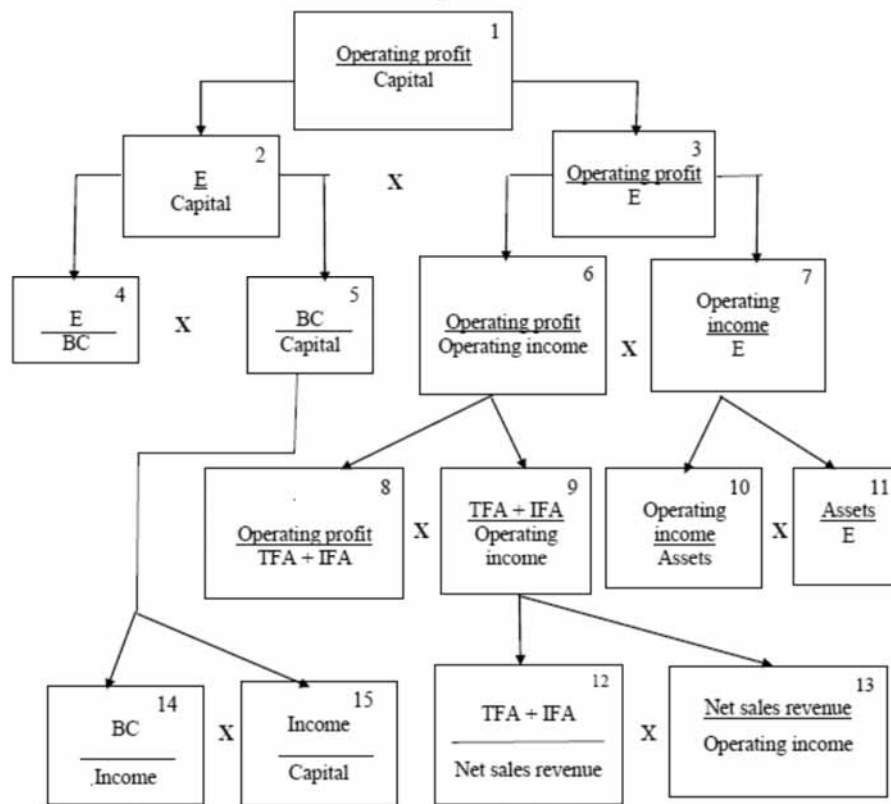 1
Operating profit
Capital
2
E
Capital
X
3
Operating profit
E
4
E
BC
X
5
BC
Capital
6
Operating profit
Operating income
X
7
Operating
income
E
8
Operating profit
TFA + IFA
X
9
TFA + IFA
Operating
income
10
Operating
income
Assets
X
11
Assets
E
14
BC
Income
X
15
Income
Capital
12
TFA + IFA
Net sales revenue
X
13
Net sales revenue
Operating income